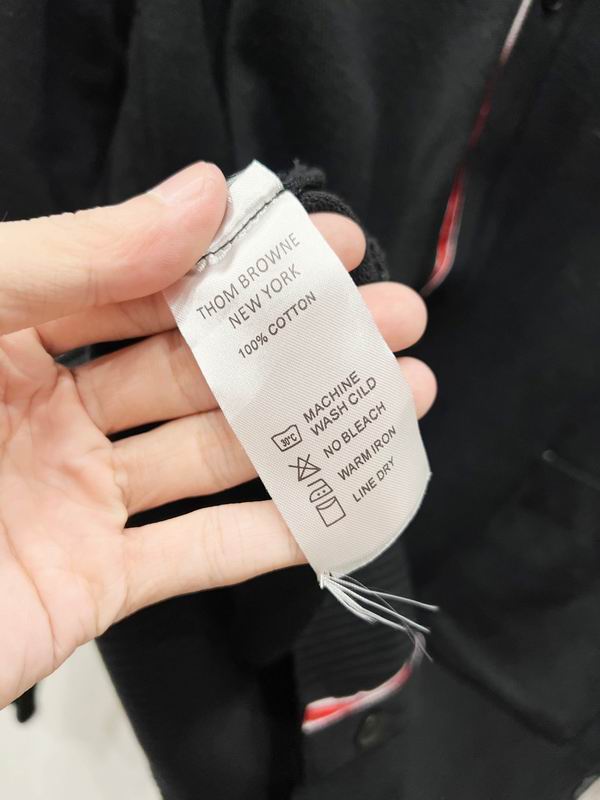 THOM BROWNE
NEW YORK
100% COTTON
MACHINE
WASH CILD
30°C
NO BLEACH
WARM IRON
LINE DRY